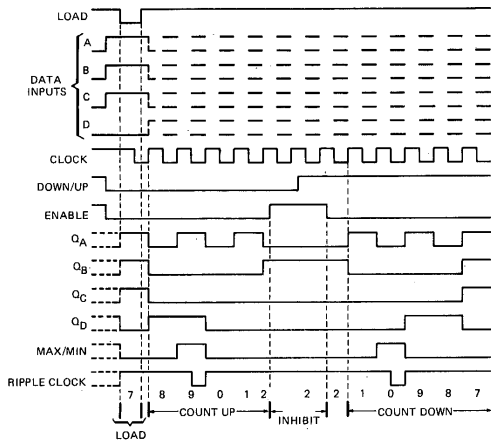 LOAD
A
B
DATA
INPUTS
C
D
CLOCK
DOWN/UP
ENABLE
QA
QB
QC
QD
MAX/MIN
RIPPLE CLOCK
7 8 9 0 1 2 2 2 1 0 9 8 7
COUNT UP INHIBIT COUNT DOWN
LOAD